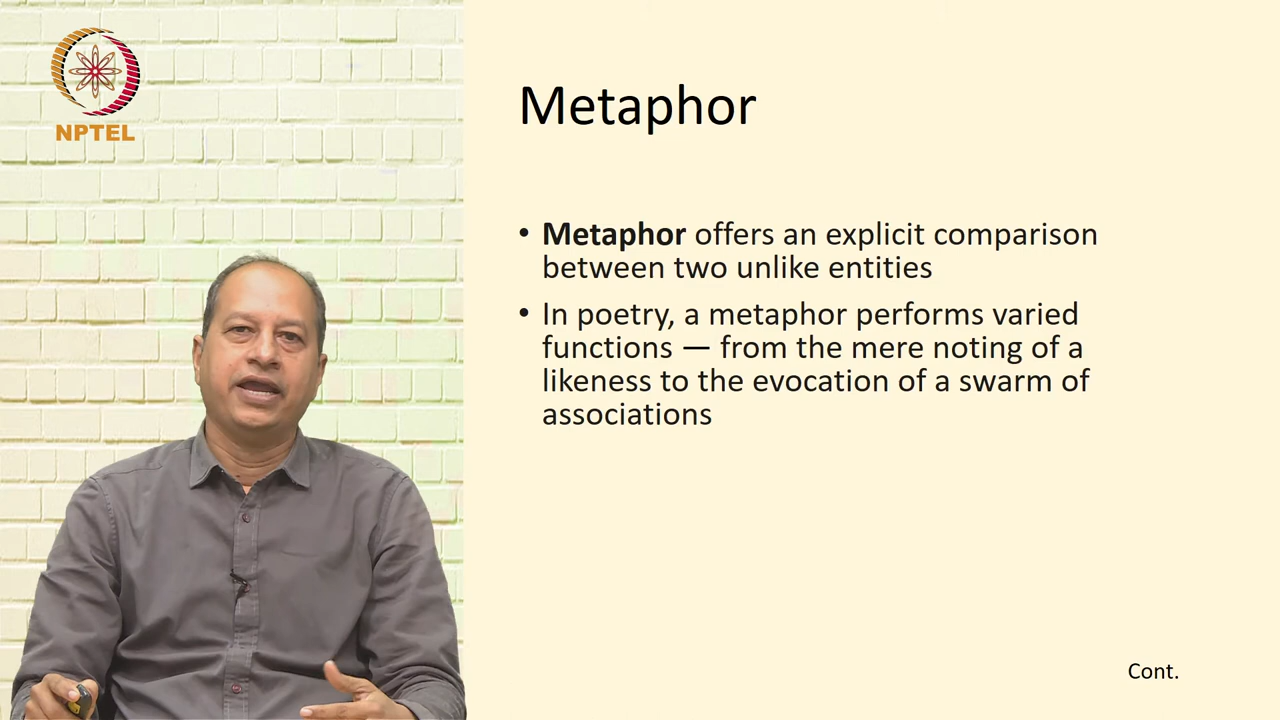 NPTEL
Metaphor
• Metaphor offers an explicit comparison
between two unlike entities
• In poetry, a metaphor performs varied
functions — from the mere noting of a
likeness to the evocation of a swarm of
associations
Cont.